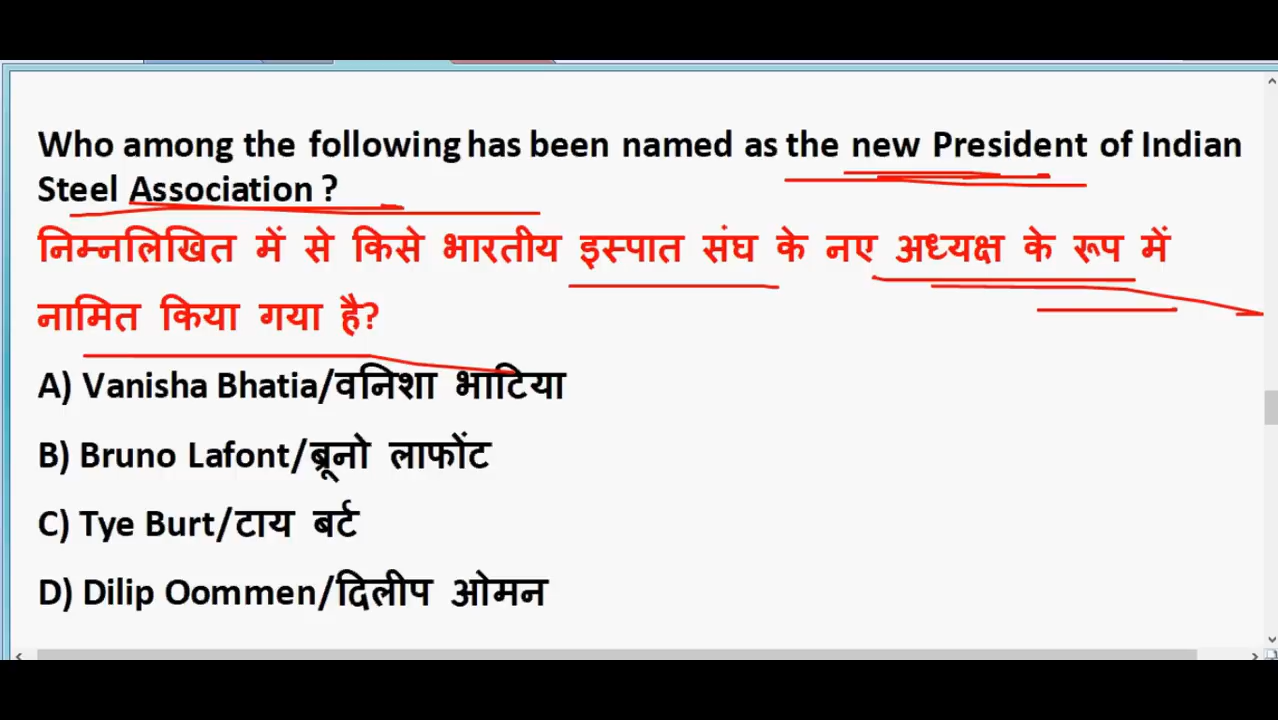 Who among the following has been named as the new President of Indian
Steel Association ?
निम्नलिखित में से किसे भारतीय इस्पात संघ के नए अध्यक्ष के रूप में
नामित किया गया है?
A) Vanisha Bhatia/वनिशा भाटिया
B) Bruno Lafont/ब्रूनो लाफोंट
C) Tye Burt/टाय बर्ट
D) Dilip Oommen/दिलीप ओमन